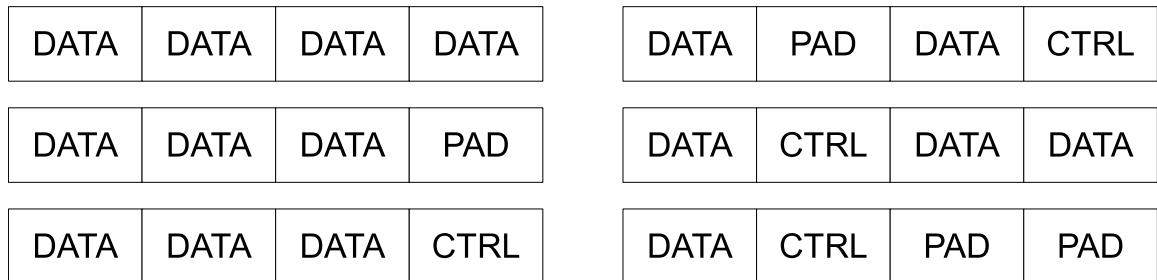 DATA DATA DATA DATA
DATA DATA DATA PAD
DATA DATA DATA CTRL
DATA PAD DATA CTRL
DATA CTRL DATA DATA
DATA CTRL PAD PAD